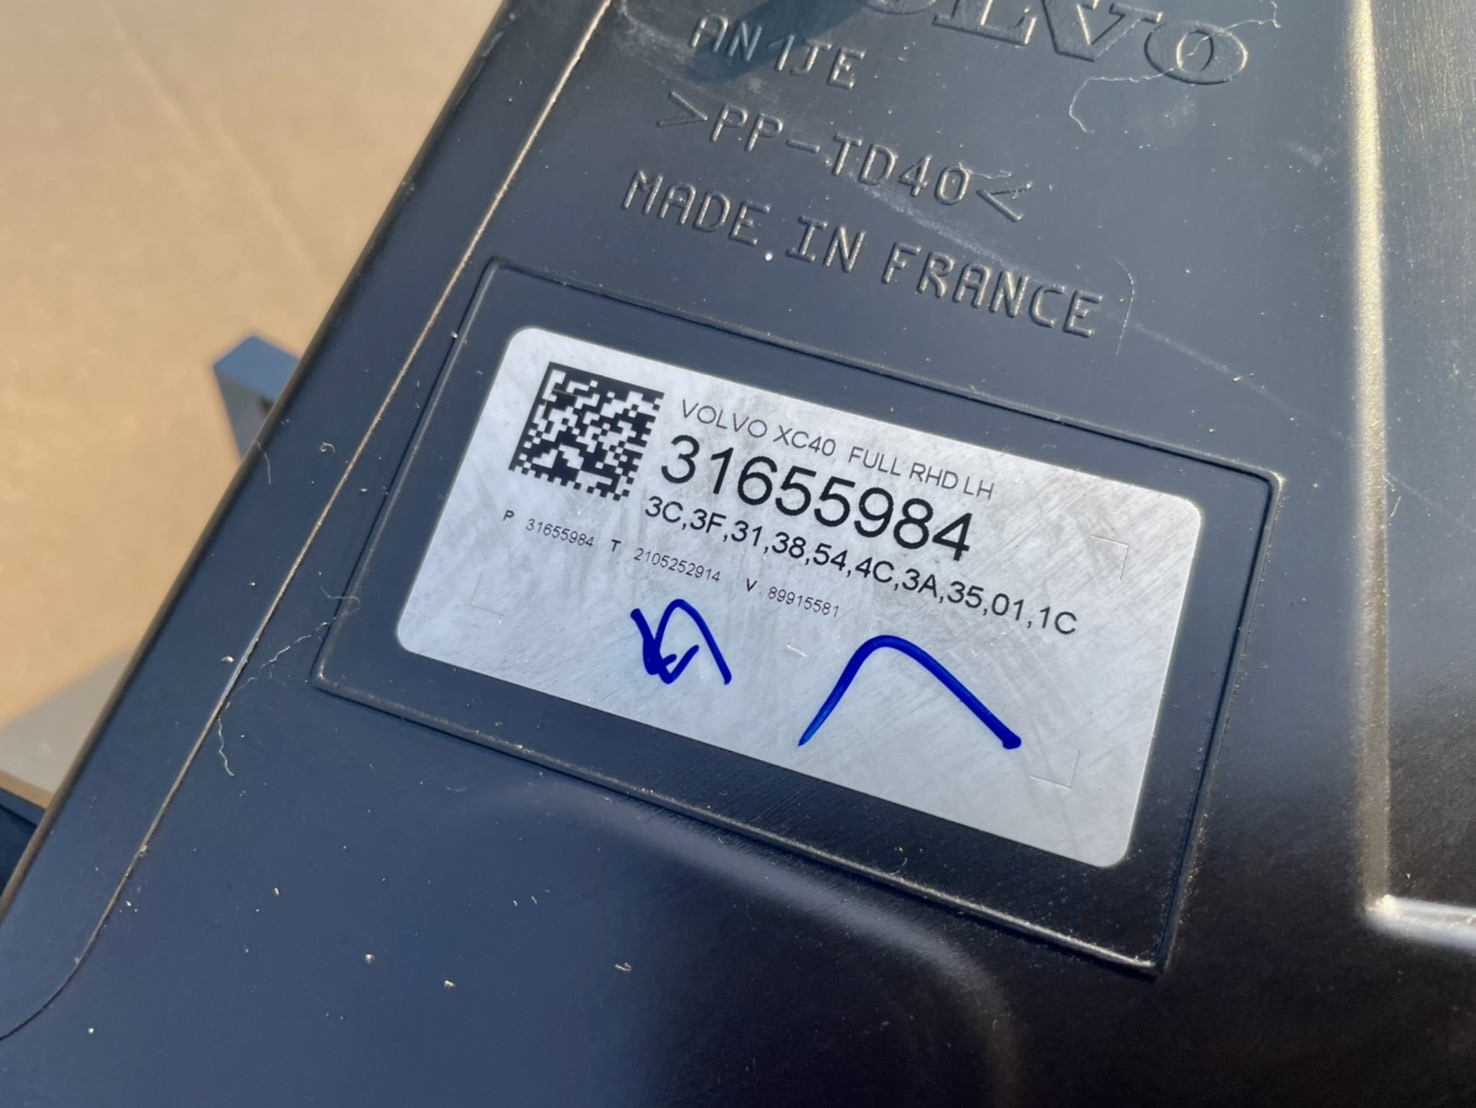 VOLVO
AN1JE
>PP-TD40<
MADE IN FRANCE
VOLVO XC40 FULL RHD LH
31655984
3C,3F,31,38,54,4C,3A,35,01,1C
P 31655984 T 2105252914 V 89915581